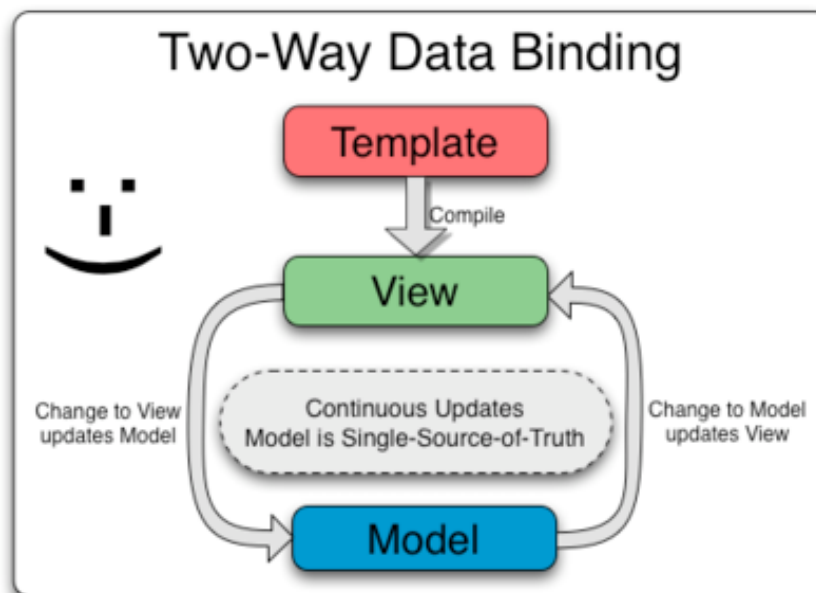 Two-Way Data Binding
Template
Compile
View
Change to View
updates Model
Continuous Updates
Model is Single-Source-of-Truth
Change to Model
updates View
Model